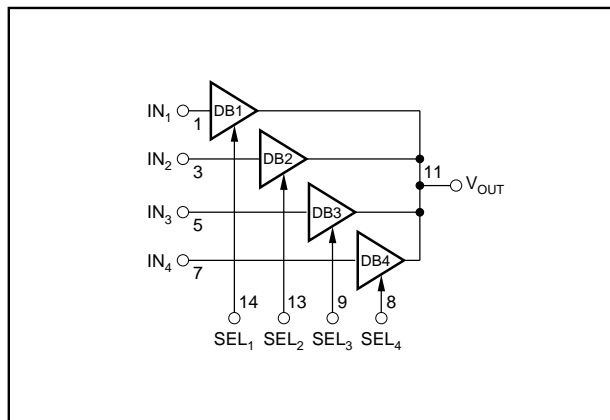 IN1 1 DB1
IN2 3 DB2 11 VOUT
IN3 5 DB3
IN4 7 DB4
14 13 9 8
SEL1 SEL2 SEL3 SEL4